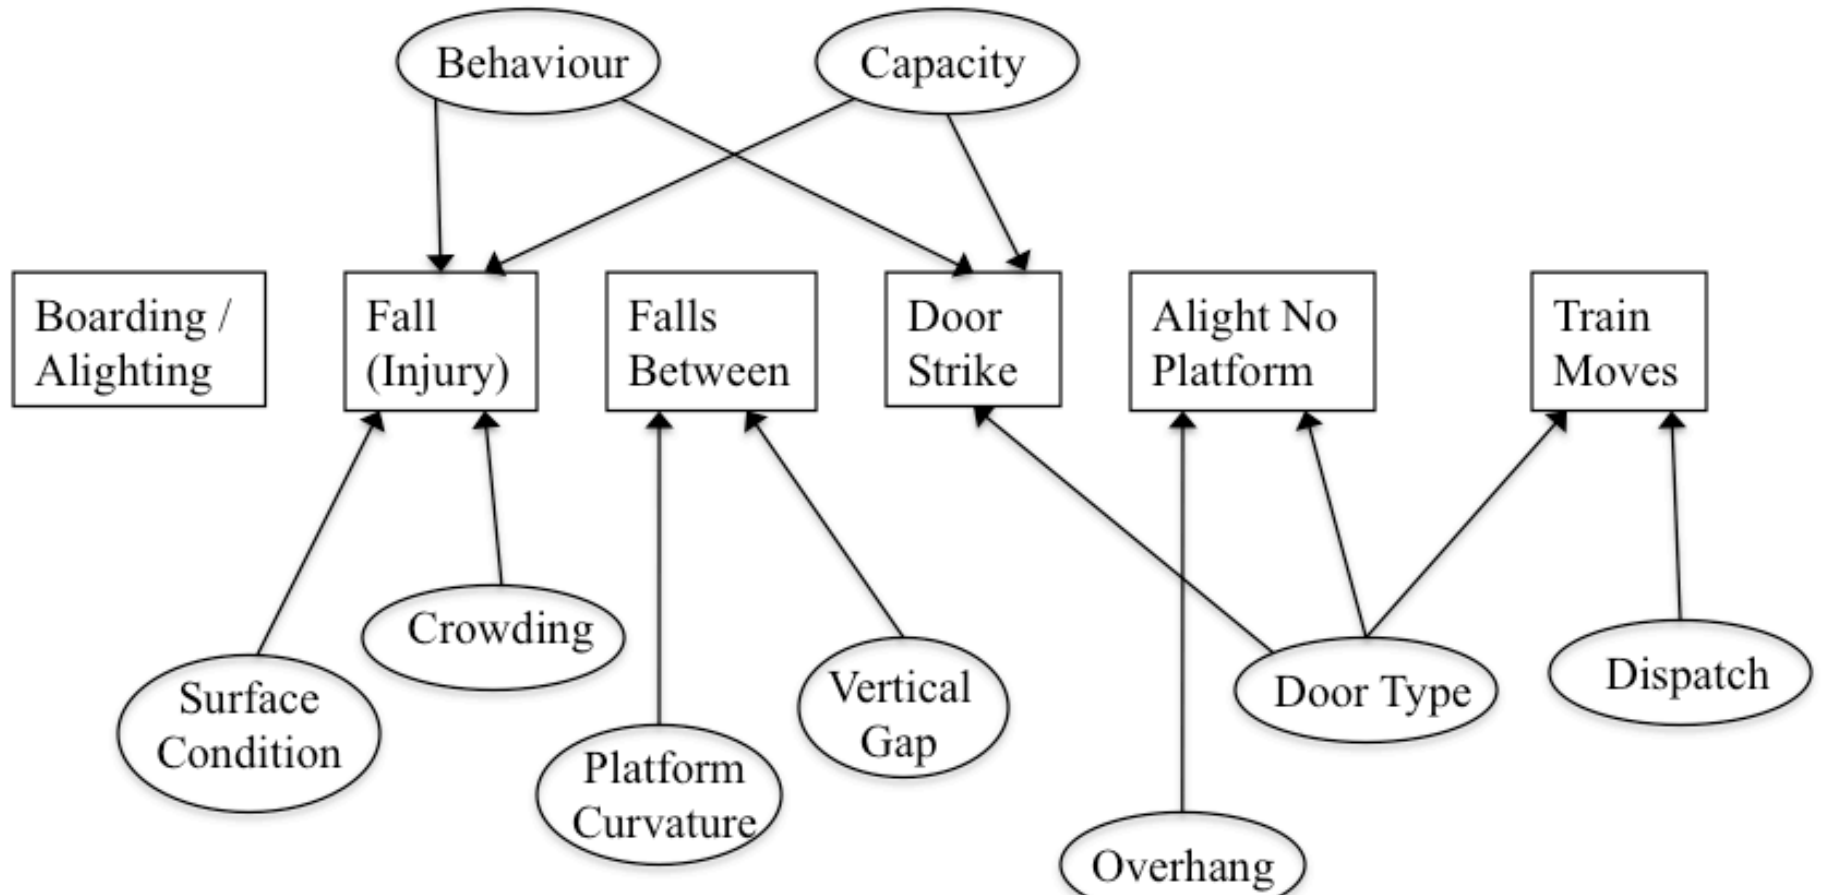 Behaviour
Capacity
Boarding /
Alighting
Fall
(Injury)
Falls
Between
Door
Strike
Alight No
Platform
Train
Moves
Crowding
Surface
Condition
Vertical
Gap
Platform
Curvature
Door Type
Dispatch
Overhang